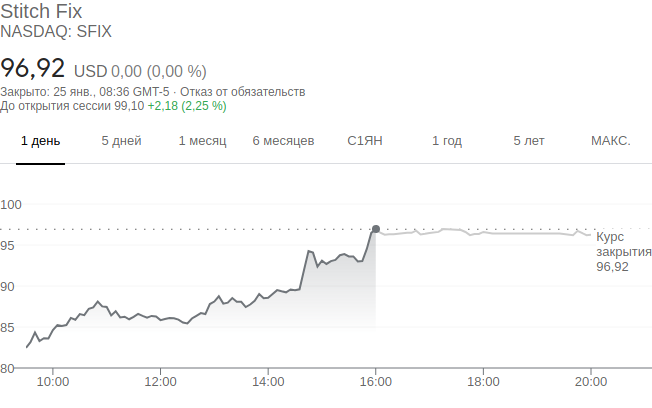 Stitch Fix
NASDAQ: SFIX
96,92 USD 0,00 (0,00 %)
Закрыто: 25 янв., 08:36 GMT-5 · Отказ от обязательств
До открытия сессии 99,10 +2,18 (2,25 %)
1 день 5 дней 1 месяц 6 месяцев С1ЯН 1 год 5 лет МАКС.
100
95
90
85
80
Курс
закрытия
96,92
10:00 12:00 14:00 16:00 18:00 20:00